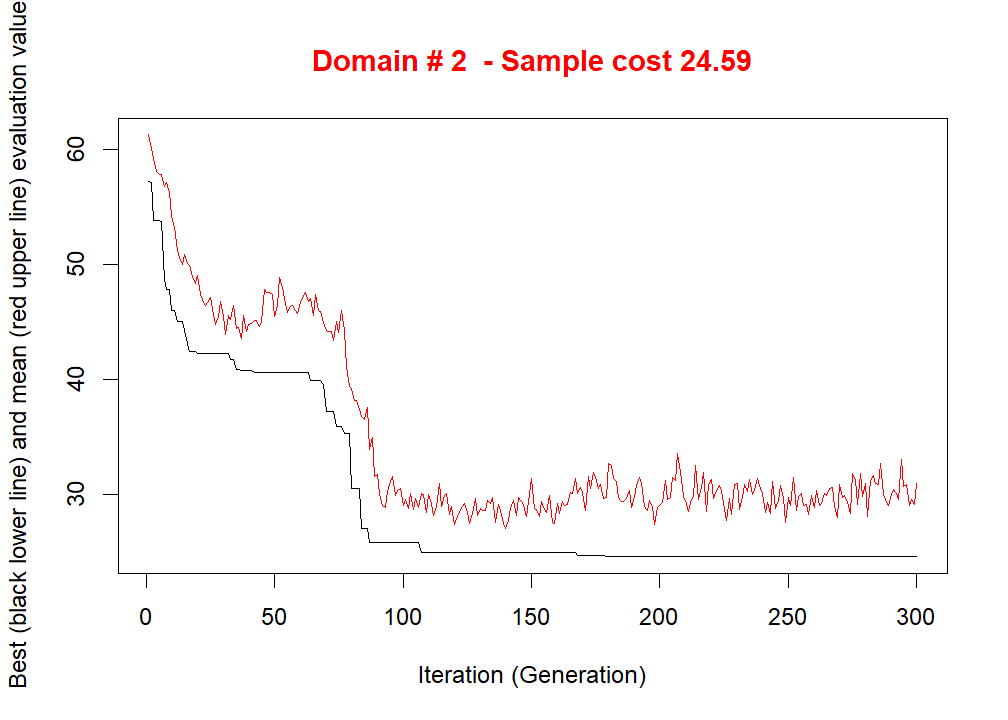 Domain # 2  - Sample cost 24.59
Best (black lower line) and mean (red upper line) evaluation value
60
50
40
30
0 50 100 150 200 250 300
Iteration (Generation)